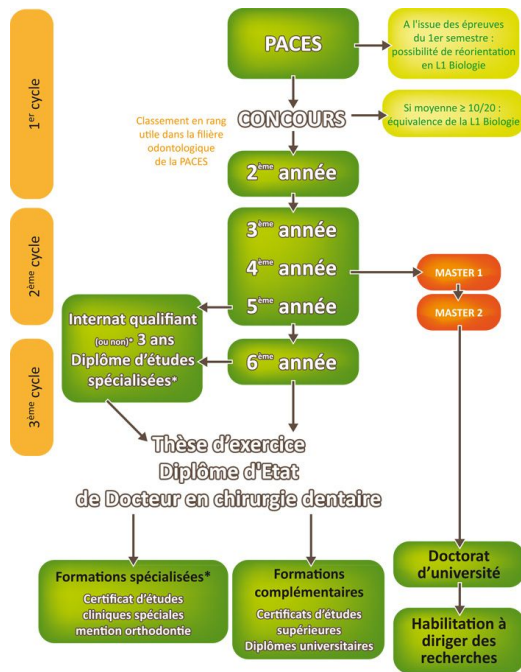 1er cycle
PACES
A l'issue des épreuves
du 1er semestre :
possibilité de réorientation
en L1 Biologie
Classement en rang
utile dans la filière
odontologique
de la PACES
CONCOURS
Si moyenne ≥ 10/20 :
équivalence de la L1 Biologie
2ème année
2ème cycle
3ème année
4ème année
5ème année
MASTER 1
MASTER 2
3ème cycle
Internat qualifiant
(ou non)* 3 ans
Diplôme d'études
spécialisées*
6ème année
Thèse d'exercice
Diplôme d'Etat
de Docteur en chirurgie dentaire
Formations spécialisées*
Certificat d'études
cliniques spéciales
mention orthodontie
Formations
complémentaires
Certificats d'études
supérieures
Diplômes universitaires
Doctorat
d'université
Habilitation à
diriger des
recherches